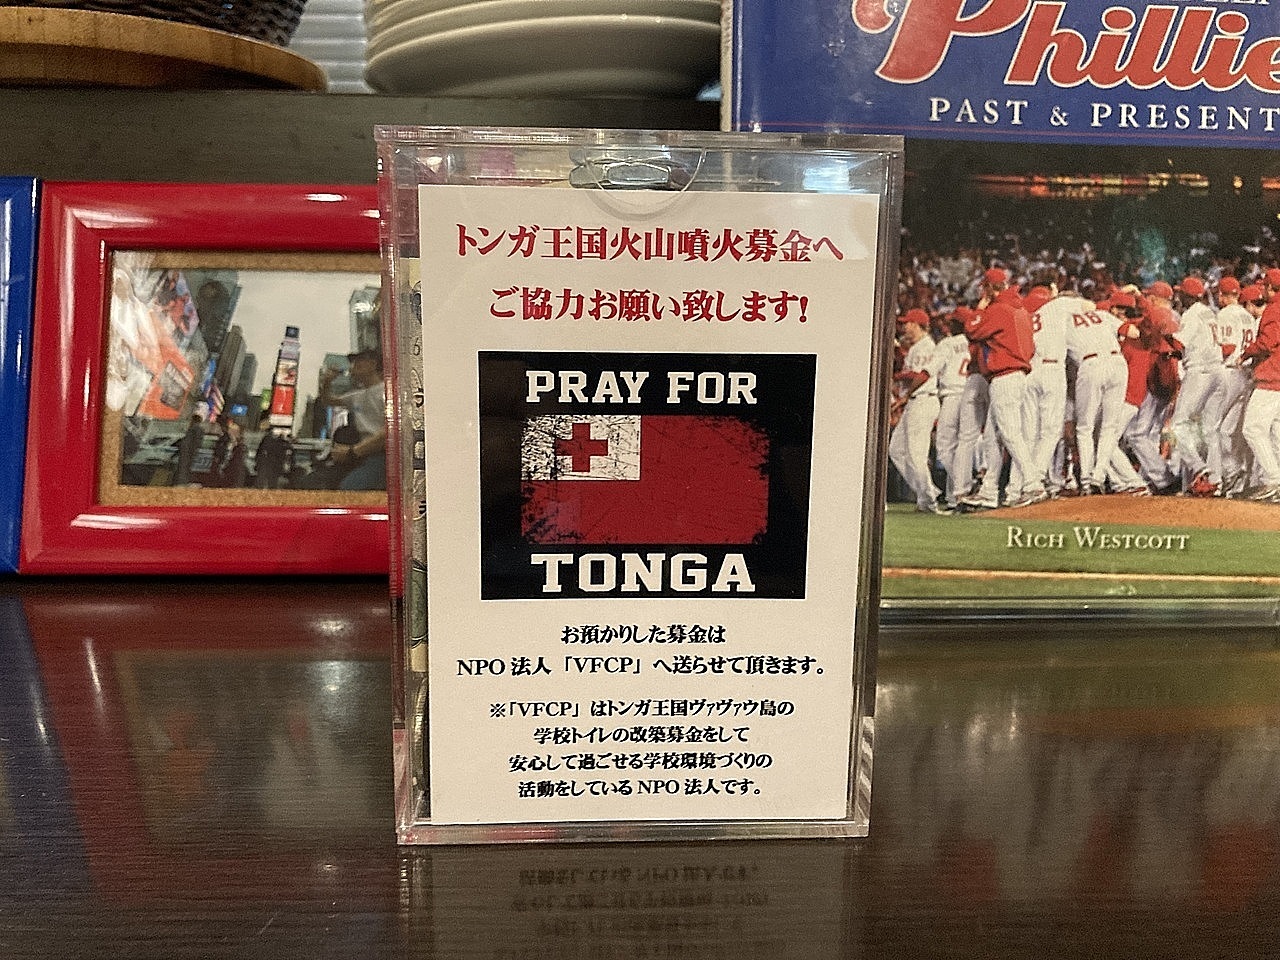 Phillie
PAST & PRESENT
トンガ王国火山噴火募金へ
ご協力お願い致します!
PRAY FOR
TONGA
お預かりした募金は
NPO 法人「VFCP」へ送らせて頂きます。
※「VFCP」はトンガ王国ヴァヴァウ島の
学校トイレの改築募金をして
安心して過ごせる学校環境づくりの
活動をしている NPO 法人です。
48
RICH WESTCOTT